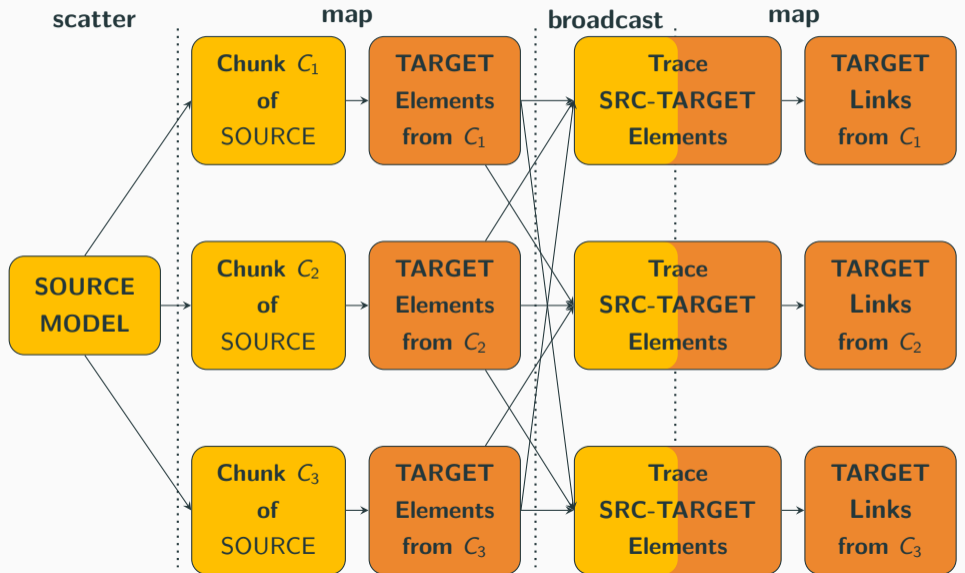 scatter
map
broadcast
map
Chunk C₁
of
SOURCE
TARGET
Elements
from C₁
Trace
SRC-TARGET
Elements
TARGET
Links
from C₁
SOURCE
MODEL
Chunk C₂
of
SOURCE
TARGET
Elements
from C₂
Trace
SRC-TARGET
Elements
TARGET
Links
from C₂
Chunk C₃
of
SOURCE
TARGET
Elements
from C₃
Trace
SRC-TARGET
Elements
TARGET
Links
from C₃